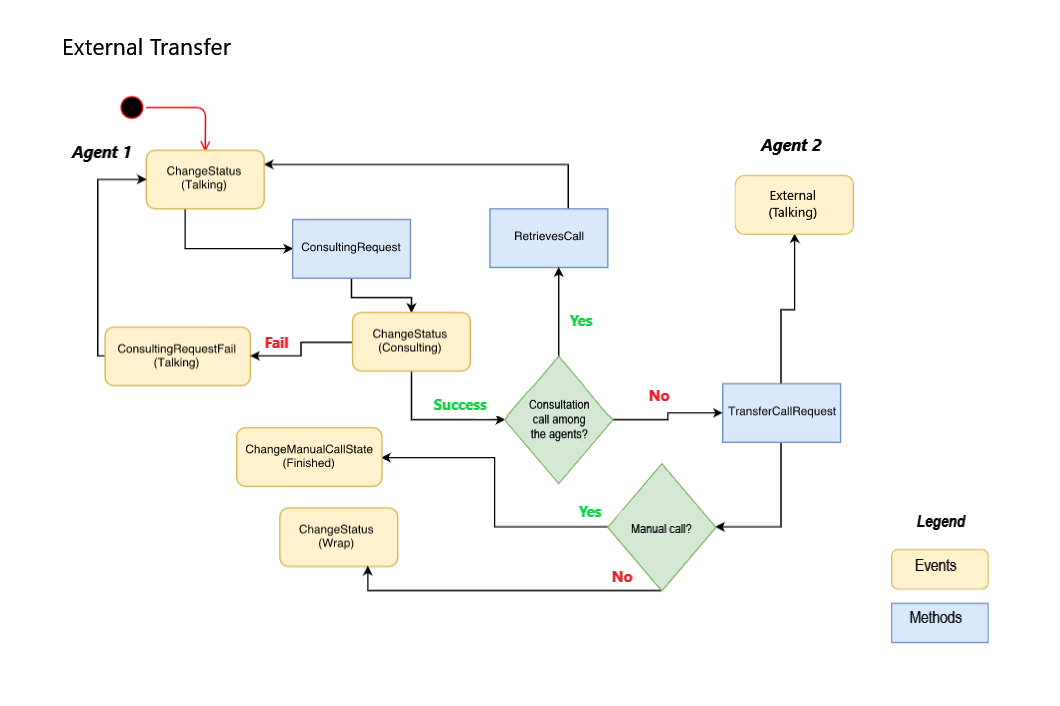 External Transfer
Agent 1
Agent 2
ChangeStatus
(Talking)
External
(Talking)
ConsultingRequest
RetrievesCall
Yes
ConsultingRequestFail
(Talking)
Fail
ChangeStatus
(Consulting)
Success
Consultation
call among
the agents?
No
TransferCallRequest
ChangeManualCallState
(Finished)
Yes
Manual call?
ChangeStatus
(Wrap)
No
Legend
Events
Methods